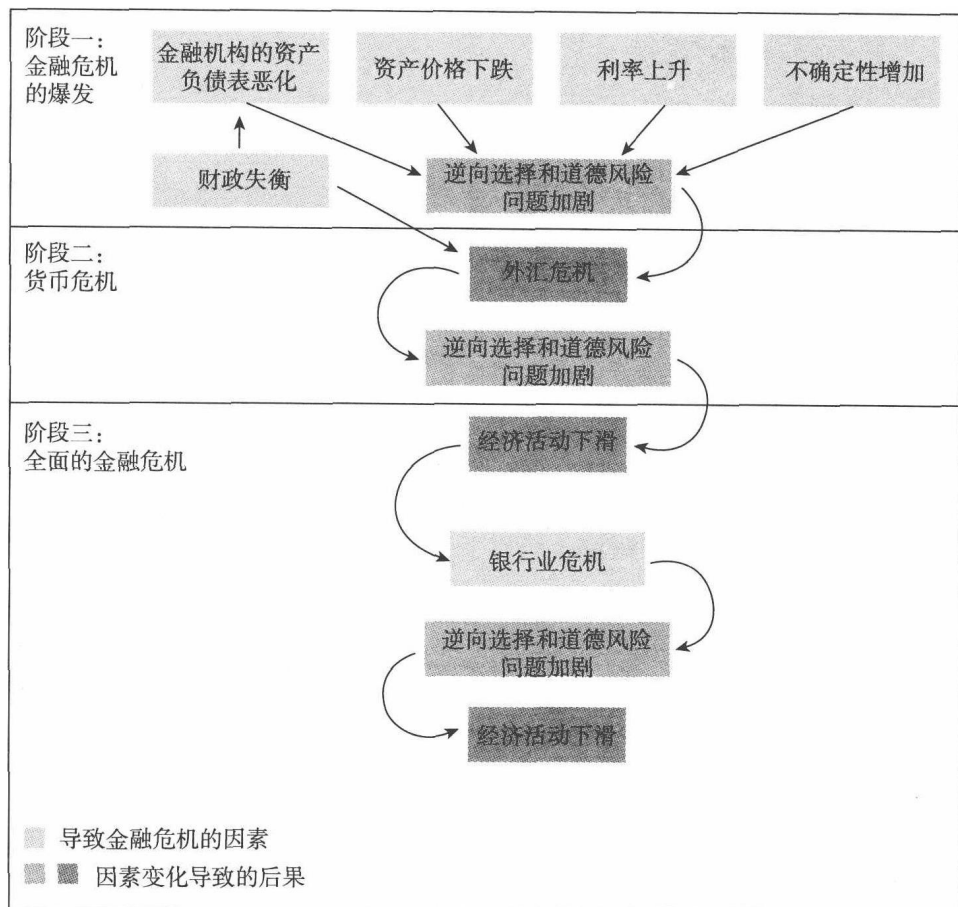 阶段一：
金融危机
的爆发
金融机构的资产
负债表恶化
资产价格下跌
利率上升
不确定性增加
财政失衡
逆向选择和道德风险
问题加剧
阶段二：
货币危机
外汇危机
逆向选择和道德风险
问题加剧
阶段三：
全面的金融危机
经济活动下滑
银行业危机
逆向选择和道德风险
问题加剧
经济活动下滑
导致金融危机的因素
因素变化导致的后果